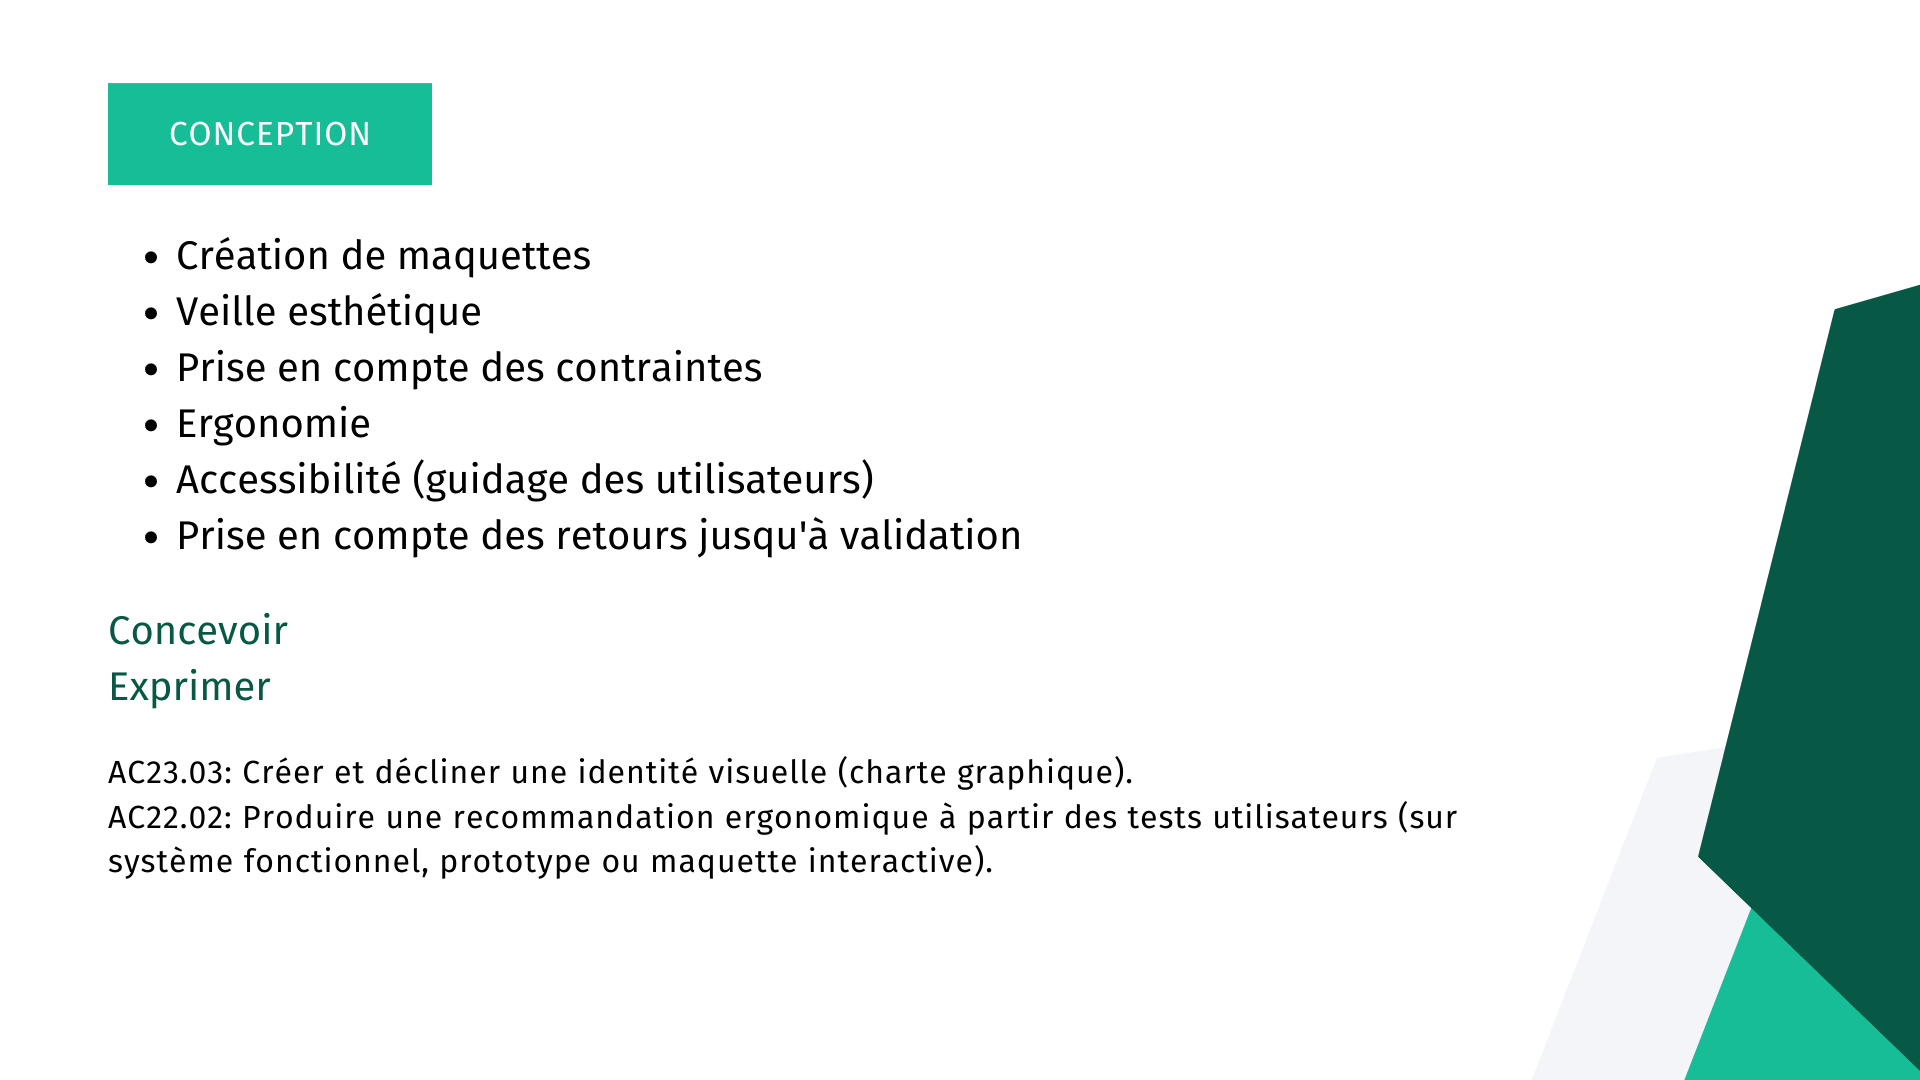 CONCEPTION
• Création de maquettes
• Veille esthétique
• Prise en compte des contraintes
• Ergonomie
• Accessibilité (guidage des utilisateurs)
• Prise en compte des retours jusqu'à validation
Concevoir
Exprimer
AC23.03: Créer et décliner une identité visuelle (charte graphique).
AC22.02: Produire une recommandation ergonomique à partir des tests utilisateurs (sur
système fonctionnel, prototype ou maquette interactive).